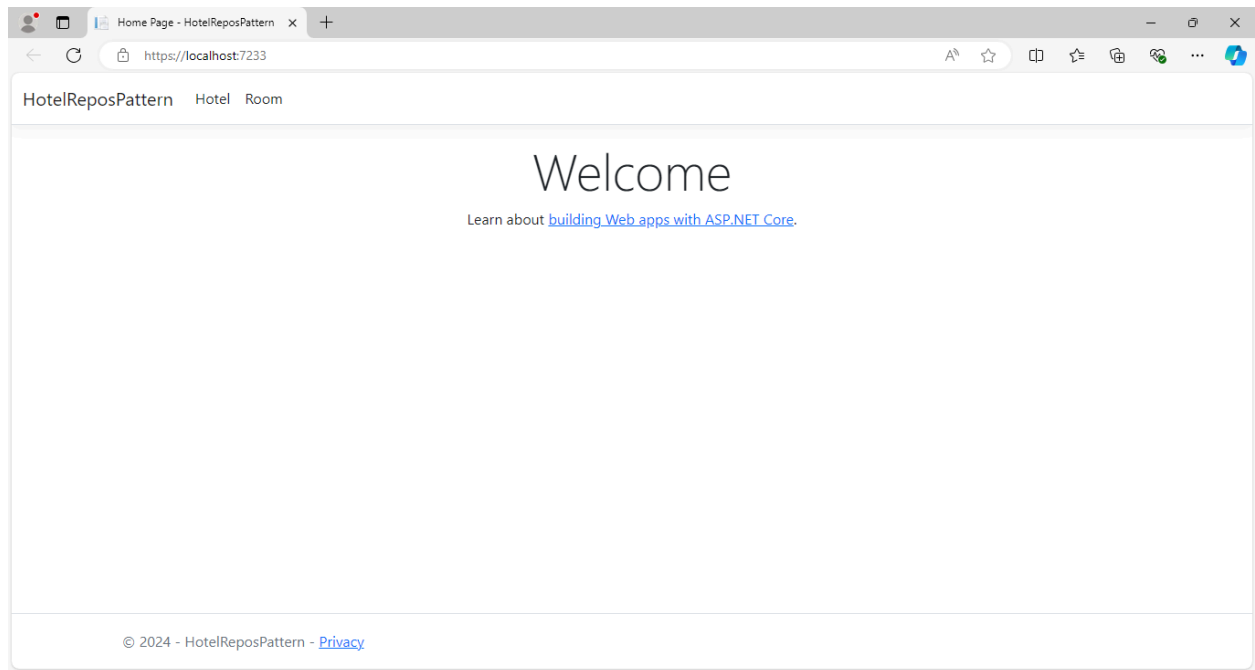 Home Page - HotelReposPattern
https://localhost:7233
HotelReposPattern Hotel Room
Welcome
Learn about building Web apps with ASP.NET Core.
© 2024 - HotelReposPattern - Privacy